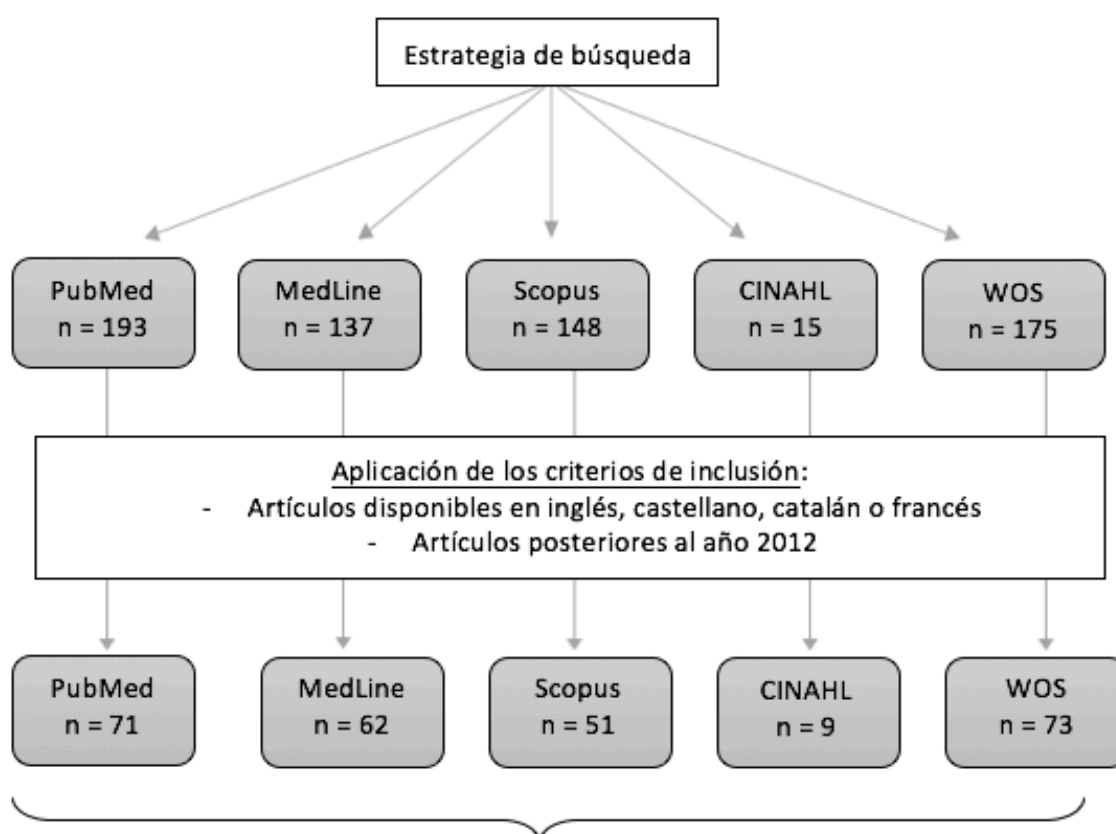 Estrategia de búsqueda
PubMed
n = 193
MedLine
n = 137
Scopus
n = 148
CINAHL
n = 15
WOS
n = 175
Aplicación de los criterios de inclusión:
- Artículos disponibles en inglés, castellano, catalán o francés
- Artículos posteriores al año 2012
PubMed
n = 71
MedLine
n = 62
Scopus
n = 51
CINAHL
n = 9
WOS
n = 73